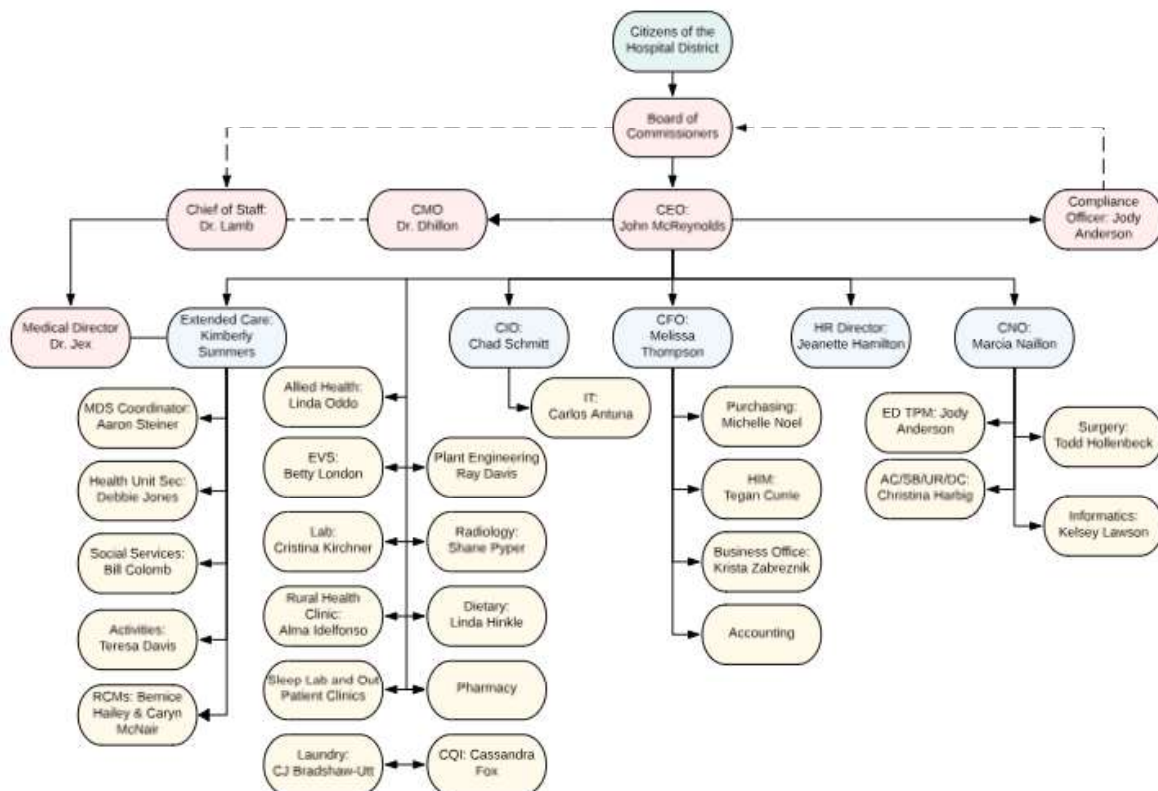 Citizens of the
Hospital District
Board of
Commissioners
Chief of Staff:
Dr. Lamb
CMO
Dr. Dhillon
CEO:
John McReynolds
Compliance
Officer: Jody
Anderson
Medical Director
Dr. Jex
Extended Care:
Kimberly
Summers
CIO:
Chad Schmitt
CFO:
Melissa
Thompson
HR Director:
Jeanette Hamilton
CNO:
Marcia Naillon
MDS Coordinator:
Aaron Steiner
Health Unit Sec:
Debbie Jones
Social Services:
Bill Colomb
Activities:
Teresa Davis
RCMs: Bernice
Hailey & Caryn
McNair
Allied Health:
Linda Oddo
EVS:
Betty London
Plant Engineering
Ray Davis
Lab:
Cristina Kirchner
Radiology:
Shane Pyper
Rural Health
Clinic:
Alma Idelfonso
Dietary:
Linda Hinkle
Sleep Lab and Out
Patient Clinics
Pharmacy
Laundry:
CJ Bradshaw-Utt
CQI: Cassandra
Fox
IT:
Carlos Antuna
Purchasing:
Michelle Noel
HIM:
Tegan Currie
Business Office:
Krista Zabreznik
Accounting
ED TPM: Jody
Anderson
AC/SB/UR/DC:
Christina Harbig
Surgery:
Todd Hollenbeck
Informatics:
Kelsey Lawson